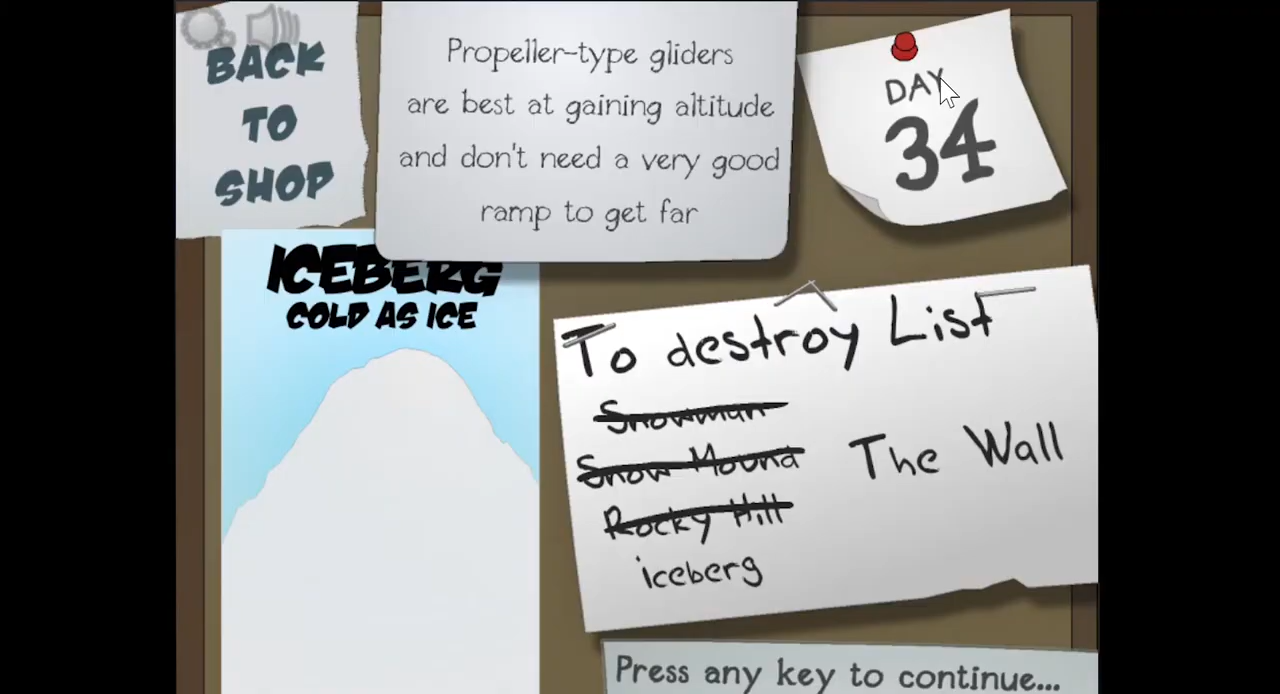 BACK
TO
SHOP
Propeller-type gliders
are best at gaining altitude
and don't need a very good
ramp to get far
DAY
34
ICEBERG
COLD AS ICE
To destroy List
Snowman
Snow Mound
Rocky Hill
iceberg
The Wall
Press any key to continue...